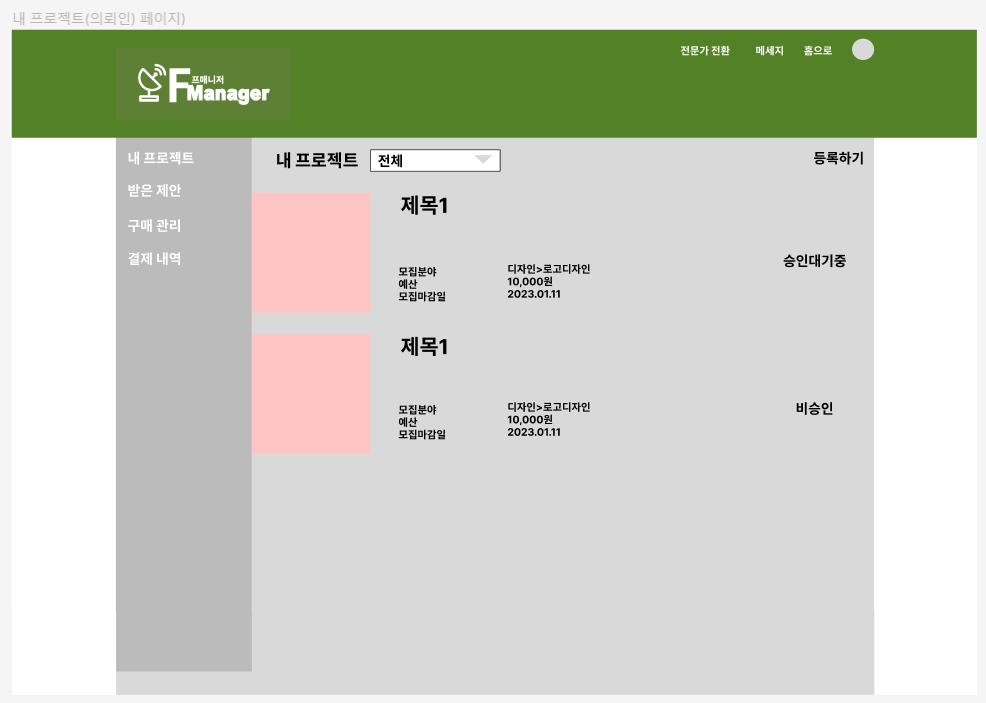 내 프로젝트(의뢰인) 페이지)
전문가 전환 메세지 홈으로
프매니저
FManager
내 프로젝트
받은 제안
구매 관리
결제 내역
내 프로젝트 전체 등록하기
제목1
모집분야 디자인>로고디자인
예산 10,000원
모집마감일 2023.01.11
승인대기중
제목1
모집분야 디자인>로고디자인
예산 10,000원
모집마감일 2023.01.11
비승인